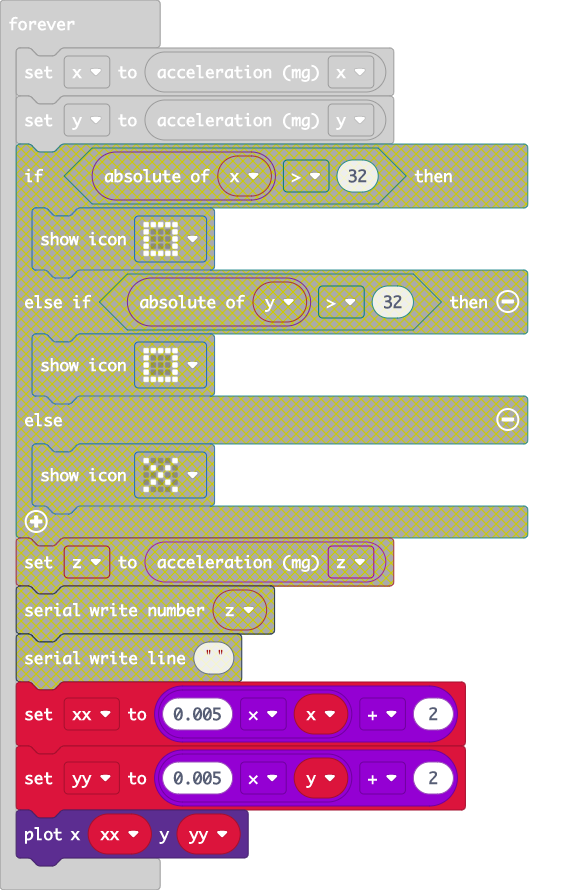 forever
set x to acceleration (mg) x
set y to acceleration (mg) y
if absolute of x > 32 then
show icon
else if absolute of y > 32 then
show icon
else
show icon
set z to acceleration (mg) z
serial write number z
serial write line " "
set xx to 0.005 × x + 2
set yy to 0.005 × y + 2
plot x xx y yy